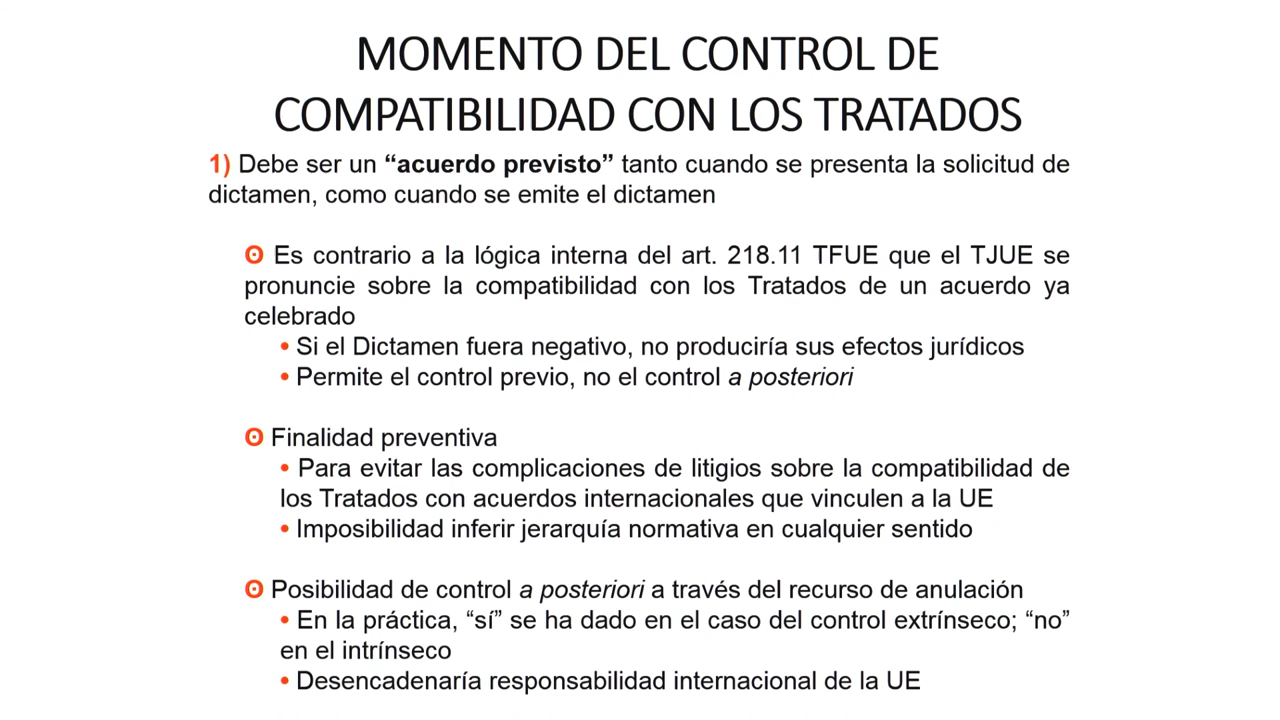 MOMENTO DEL CONTROL DE
COMPATIBILIDAD CON LOS TRATADOS
1) Debe ser un “acuerdo previsto” tanto cuando se presenta la solicitud de
dictamen, como cuando se emite el dictamen
ʘ Es contrario a la lógica interna del art. 218.11 TFUE que el TJUE se
pronuncie sobre la compatibilidad con los Tratados de un acuerdo ya
celebrado
• Si el Dictamen fuera negativo, no produciría sus efectos jurídicos
• Permite el control previo, no el control a posteriori
ʘ Finalidad preventiva
• Para evitar las complicaciones de litigios sobre la compatibilidad de
los Tratados con acuerdos internacionales que vinculen a la UE
• Imposibilidad inferir jerarquía normativa en cualquier sentido
ʘ Posibilidad de control a posteriori a través del recurso de anulación
• En la práctica, “sí” se ha dado en el caso del control extrínseco; “no”
en el intrínseco
• Desencadenaría responsabilidad internacional de la UE